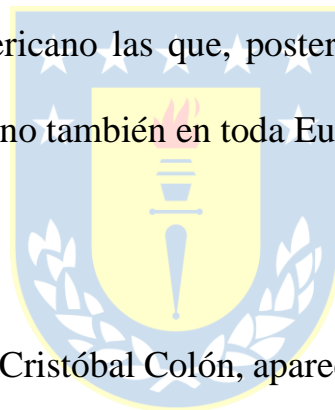 ericano las que, poster
no también en toda Eu
Cristóbal Colón, apare